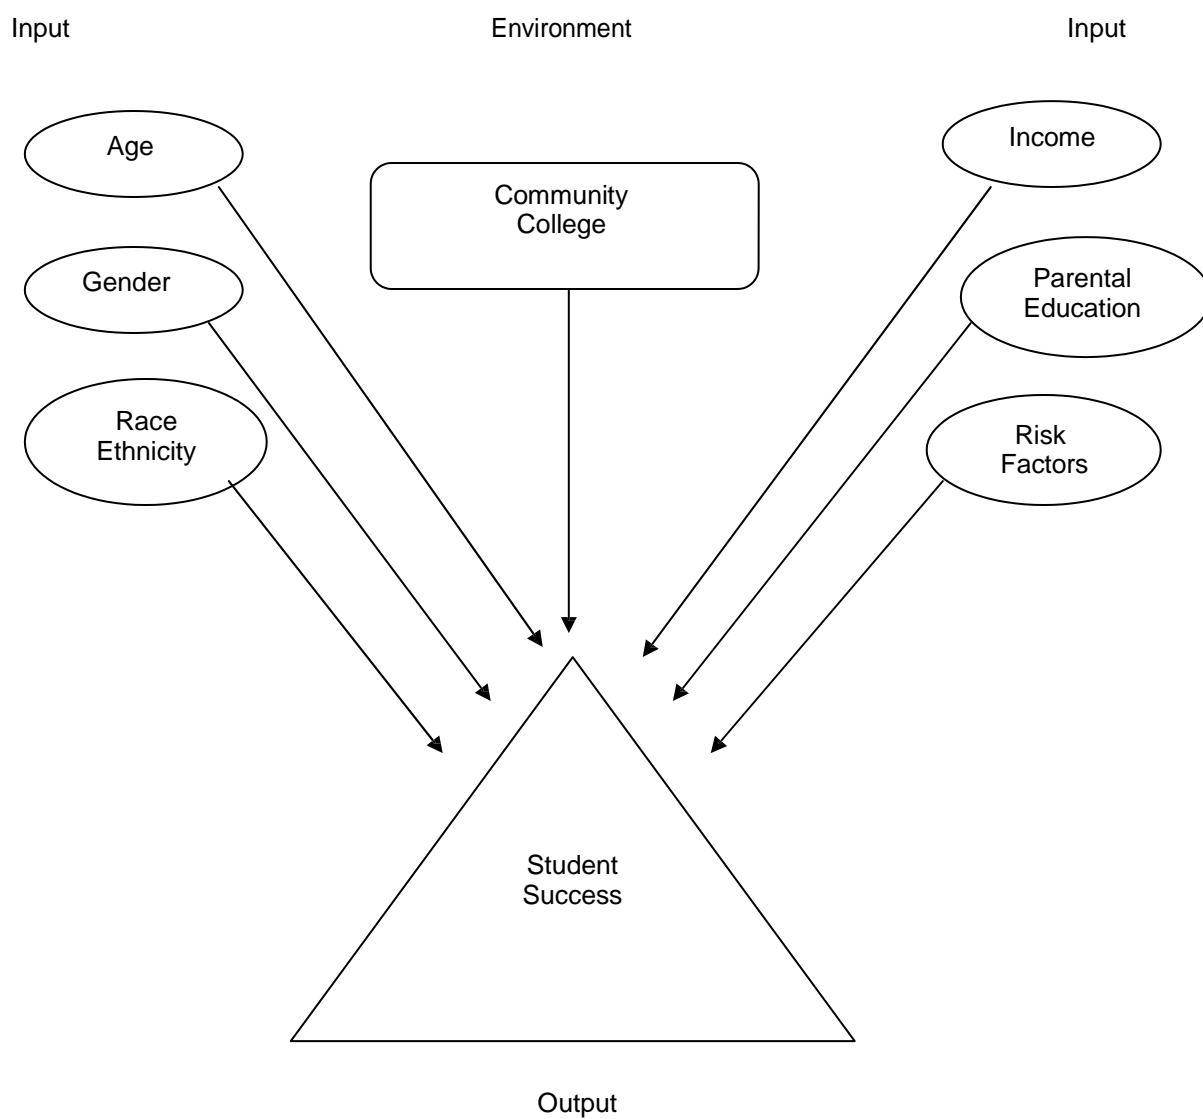 Input
Environment
Input
Age
Income
Community
College
Gender
Parental
Education
Race
Ethnicity
Risk
Factors
Student
Success
Output